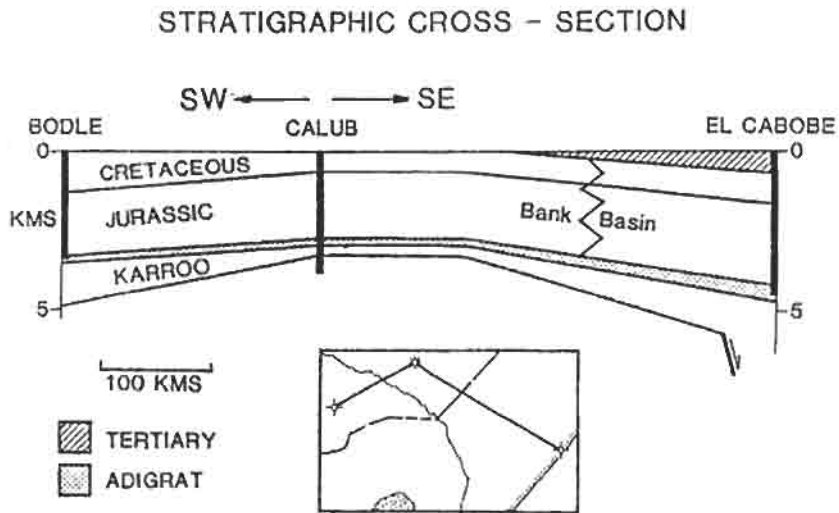 STRATIGRAPHIC CROSS - SECTION
SW SE
BODLE CALUB EL CABOBE
0 0
CRETACEOUS
KMS JURASSIC Bank Basin
KARROO
5 5
100 KMS
TERTIARY
ADIGRAT